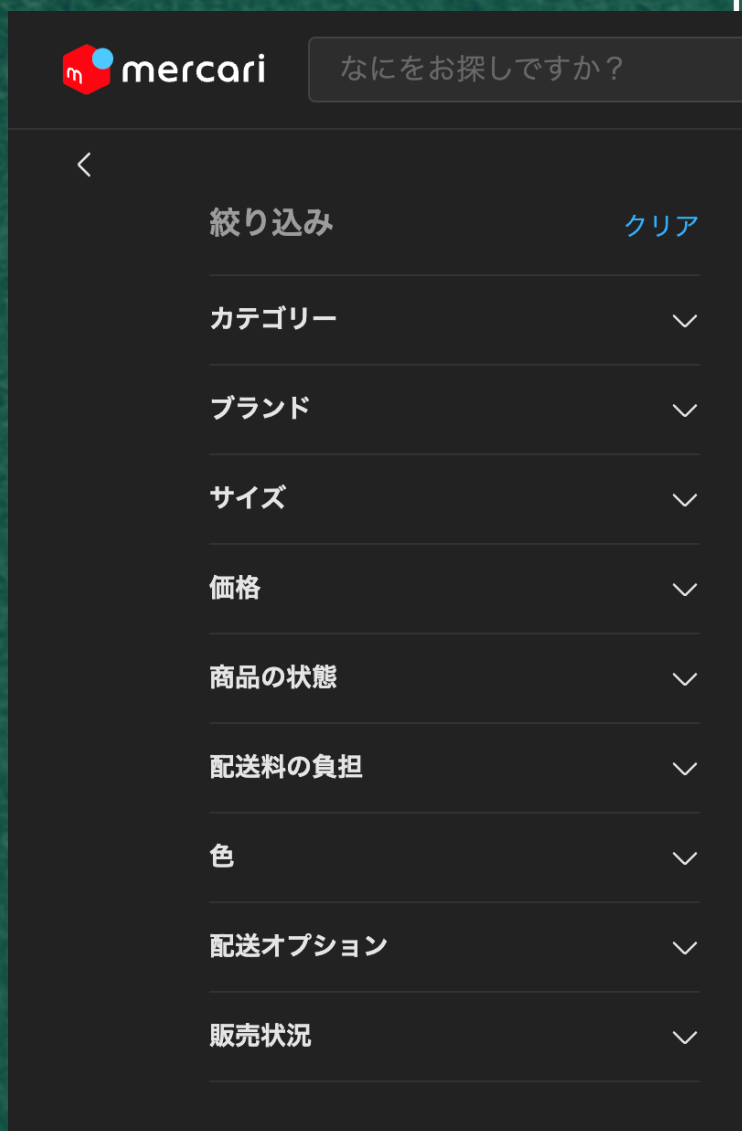 mercari
なにをお探しですか？
絞り込み
クリア
カテゴリー
ブランド
サイズ
価格
商品の状態
配送料の負担
色
配送オプション
販売状況